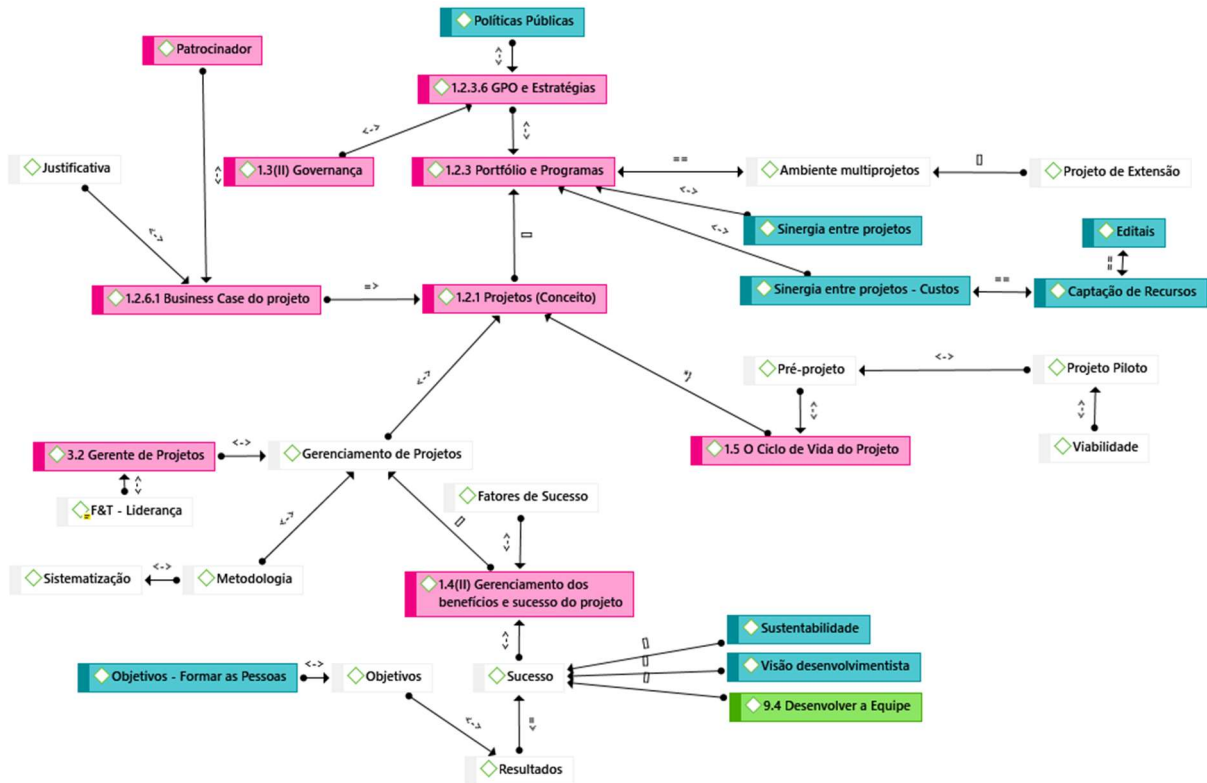 Políticas Públicas
<->
Patrocinador
1.2.3.6 GPO e Estratégias
<->
<->
Justificativa
<->
1.3(II) Governança
1.2.3 Portfólio e Programas
==
Ambiente multiprojetos
[]
Projeto de Extensão
<->
<->
<->
Sinergia entre projetos
Editais
[]
==
1.2.6.1 Business Case do projeto
=>
1.2.1 Projetos (Conceito)
Sinergia entre projetos - Custos
==
Captação de Recursos
<->
*}
Pré-projeto
<->
Projeto Piloto
<->
<->
3.2 Gerente de Projetos
<->
Gerenciamento de Projetos
1.5 O Ciclo de Vida do Projeto
Viabilidade
<->
F&T - Liderança
<->
[]
Fatores de Sucesso
<->
Sistematização
<->
Metodologia
1.4(II) Gerenciamento dos
benefícios e sucesso do projeto
<->
[]
Sustentabilidade
[]
Objetivos - Formar as Pessoas
<->
Objetivos
Sucesso
[]
Visão desenvolvimentista
9.4 Desenvolver a Equipe
<->
=>
Resultados